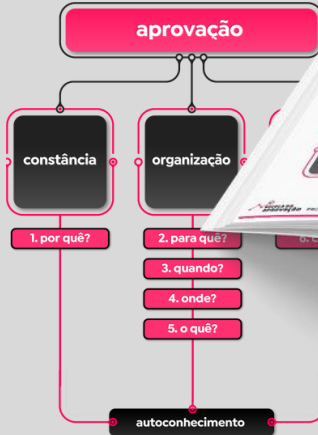 aprovação
constância
organização
1. por quê?
2. para quê?
3. quando?
4. onde?
5. o quê?
autoconhecimento